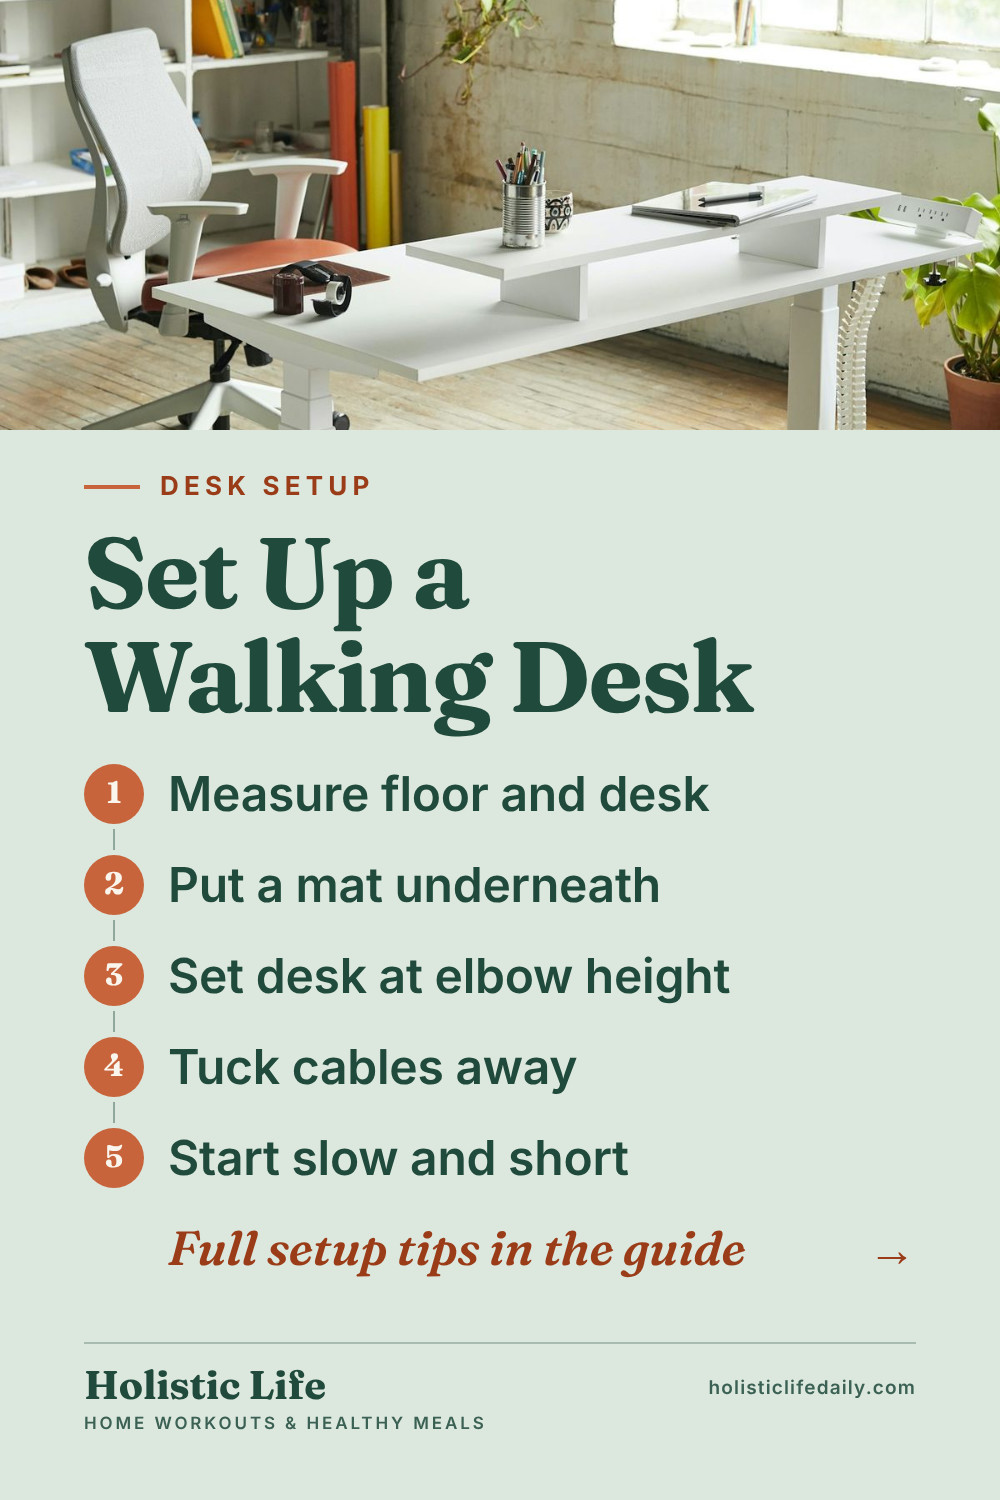 DESK SETUP
Set Up a
Walking Desk
1 Measure floor and desk
2 Put a mat underneath
3 Set desk at elbow height
4 Tuck cables away
5 Start slow and short
Full setup tips in the guide →
Holistic Life
holisticlifedaily.com
HOME WORKOUTS & HEALTHY MEALS